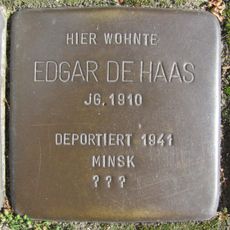 HIER WOHNTE
EDGAR DE HAAS
JG. 1910
DEPORTIERT 1941
MINSK
? ? ?